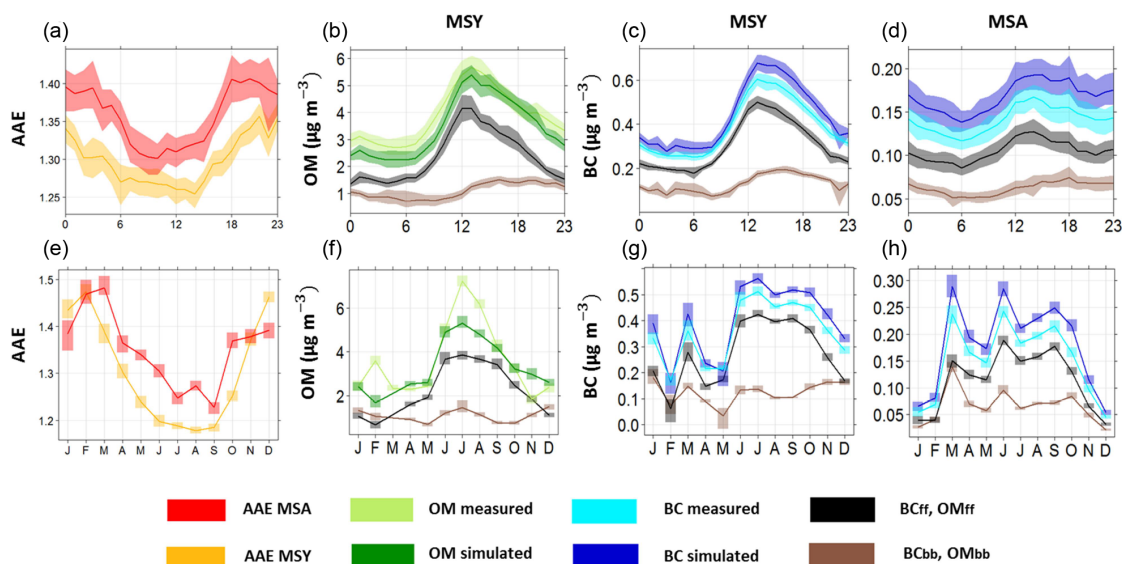 MSY MSY MSA
(a) (b) (c) (d)
AAE
1.40
1.35
1.30
1.25
0 6 12 18 23
OM (µg m−3)
6
5
4
3
2
1
0
0 6 12 18 23
BC (µg m−3)
0.6
0.4
0.2
0.0
0 6 12 18 23
0.20
0.15
0.10
0.05
0 6 12 18 23
(e) (f) (g) (h)
AAE
1.5
1.4
1.3
1.2
J F M A M J J A S O N D
OM (µg m−3)
6
4
2
J F M A M J J A S O N D
BC (µg m−3)
0.5
0.4
0.3
0.2
0.1
0.0
J F M A M J J A S O N D
0.30
0.25
0.20
0.15
0.10
0.05
J F M A M J J A S O N D
AAE MSA OM measured BC measured BCff, OMff
AAE MSY OM simulated BC simulated BCbb, OMbb